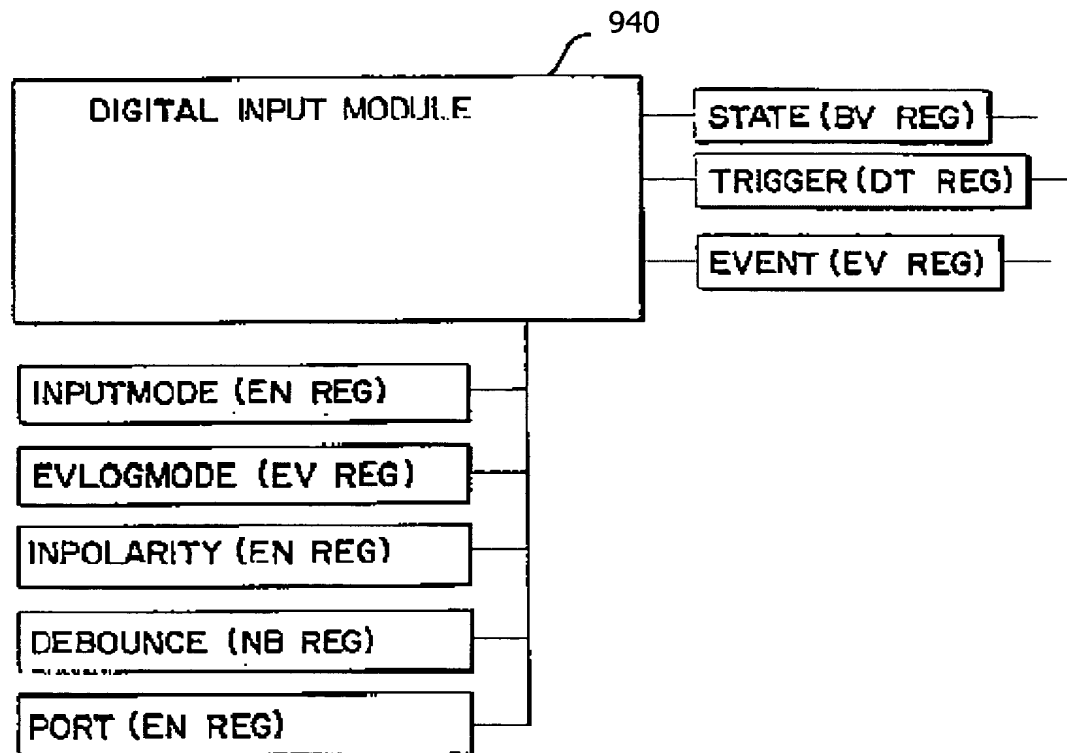 940
DIGITAL INPUT MODULE
STATE (BV REG)
TRIGGER (DT REG)
EVENT (EV REG)
INPUTMODE (EN REG)
EVLOGMODE (EV REG)
INPOLARITY (EN REG)
DEBOUNCE (NB REG)
PORT (EN REG)